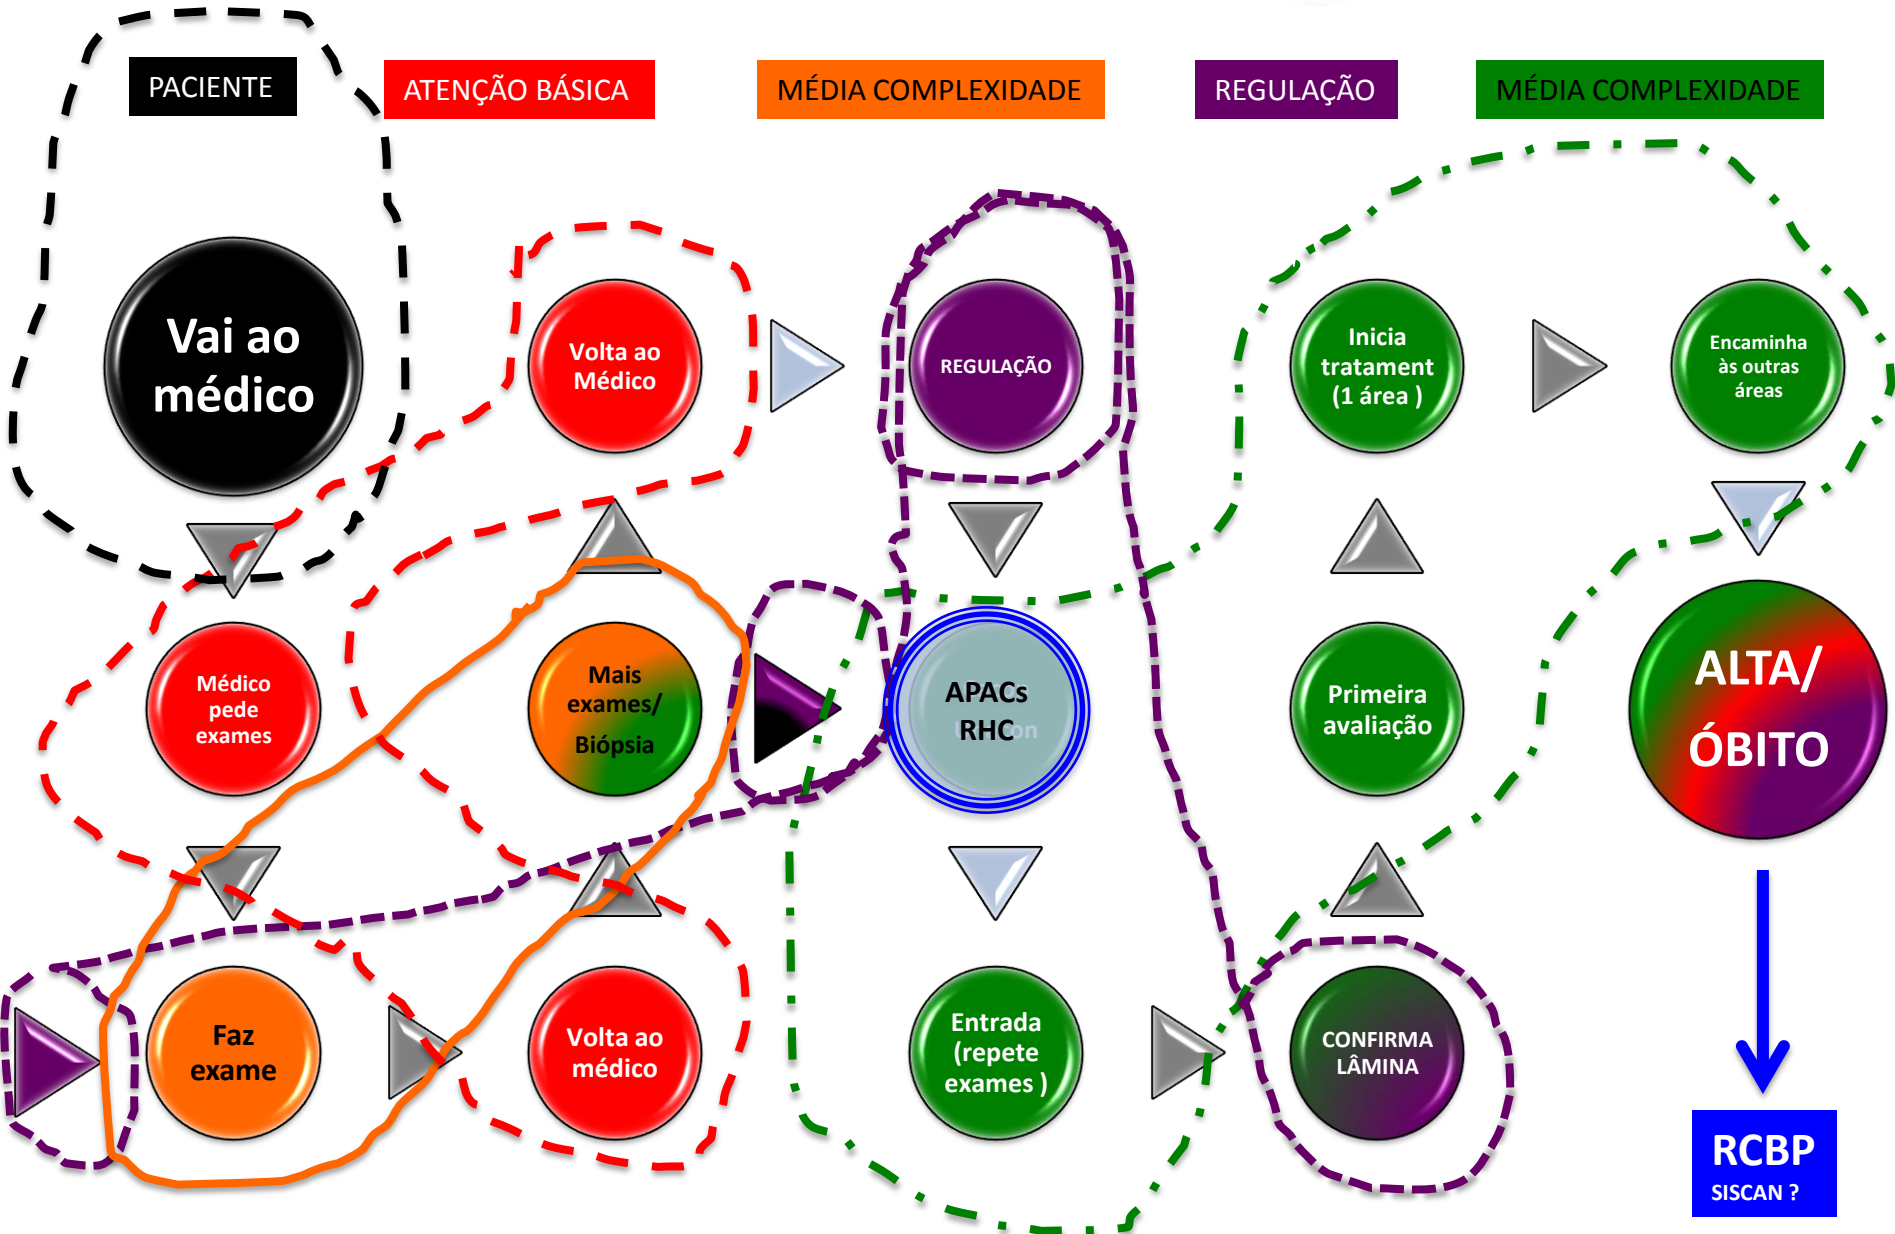 PACIENTE
ATENÇÃO BÁSICA
MÉDIA COMPLEXIDADE
REGULAÇÃO
MÉDIA COMPLEXIDADE
Vai ao
médico
Volta ao
Médico
REGULAÇÃO
Inicia
tratament
(1 área )
Encaminha
às outras
áreas
Médico
pede
exames
Mais
exames/
Biópsia
APACs
RHC
Primeira
avaliação
ALTA/
ÓBITO
Faz
exame
Volta ao
médico
Entrada
(repete
exames )
CONFIRMA
LÂMINA
RCBP
SISCAN ?